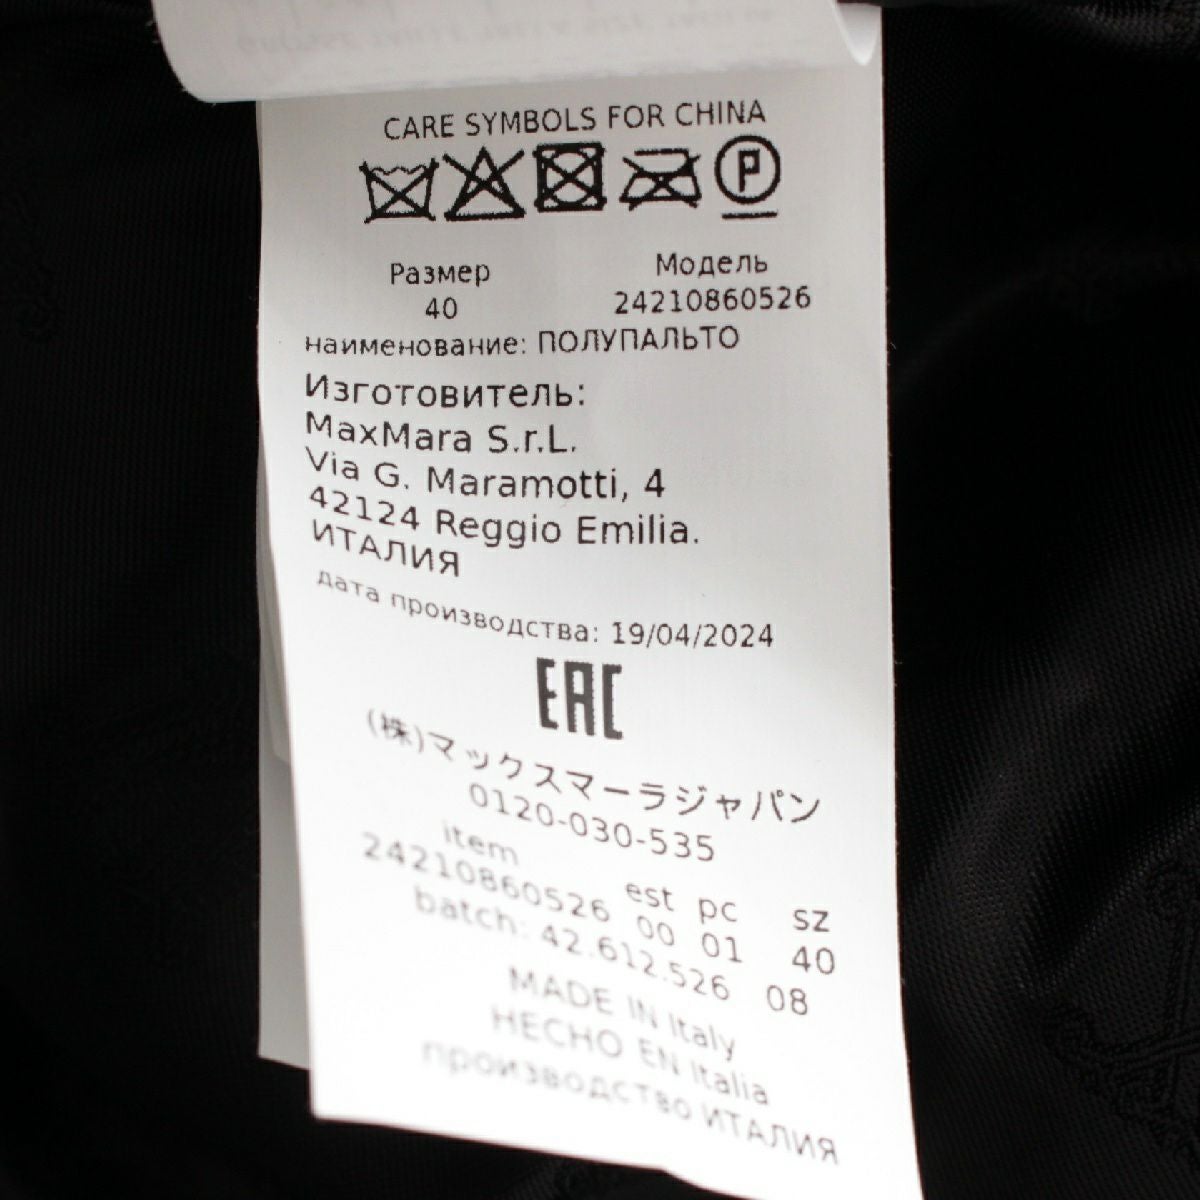 CARE SYMBOLS FOR CHINA
P
Размер Модель
40 24210860526
наименование: ПОЛУПАЛЬТО
Изготовитель:
MaxMara S.r.L.
Via G. Maramotti, 4
42124 Reggio Emilia.
ИТАЛИЯ
дата производства: 19/04/2024
EAC
(株)マックスマーラジャパン
0120-030-535
item est pc sz
24210860526 00 01 40
batch: 42.612.526 08
MADE IN Italy
HECHO EN Italia
производство ИТАЛИЯ